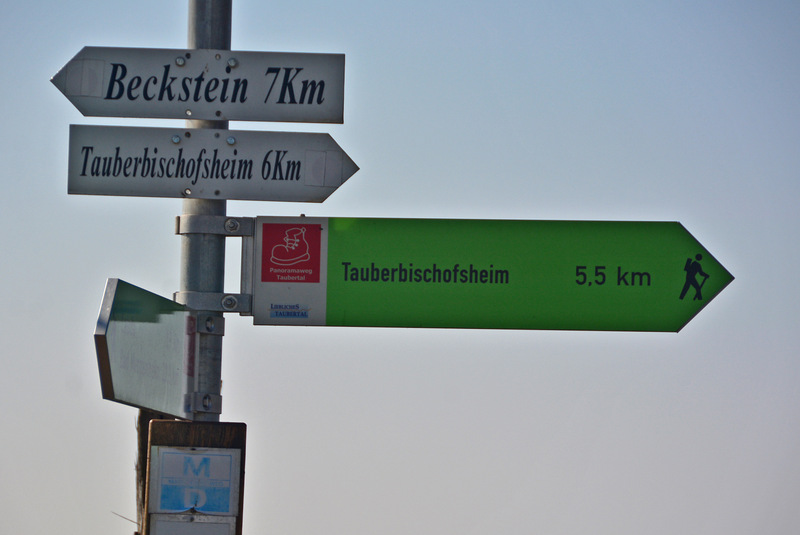 Beckstein 7Km
Tauberbischofsheim 6Km
Panoramaweg
Taubertal
Tauberbischofsheim 5,5 km
LIEBLICHES
TAUBERTAL
M
D